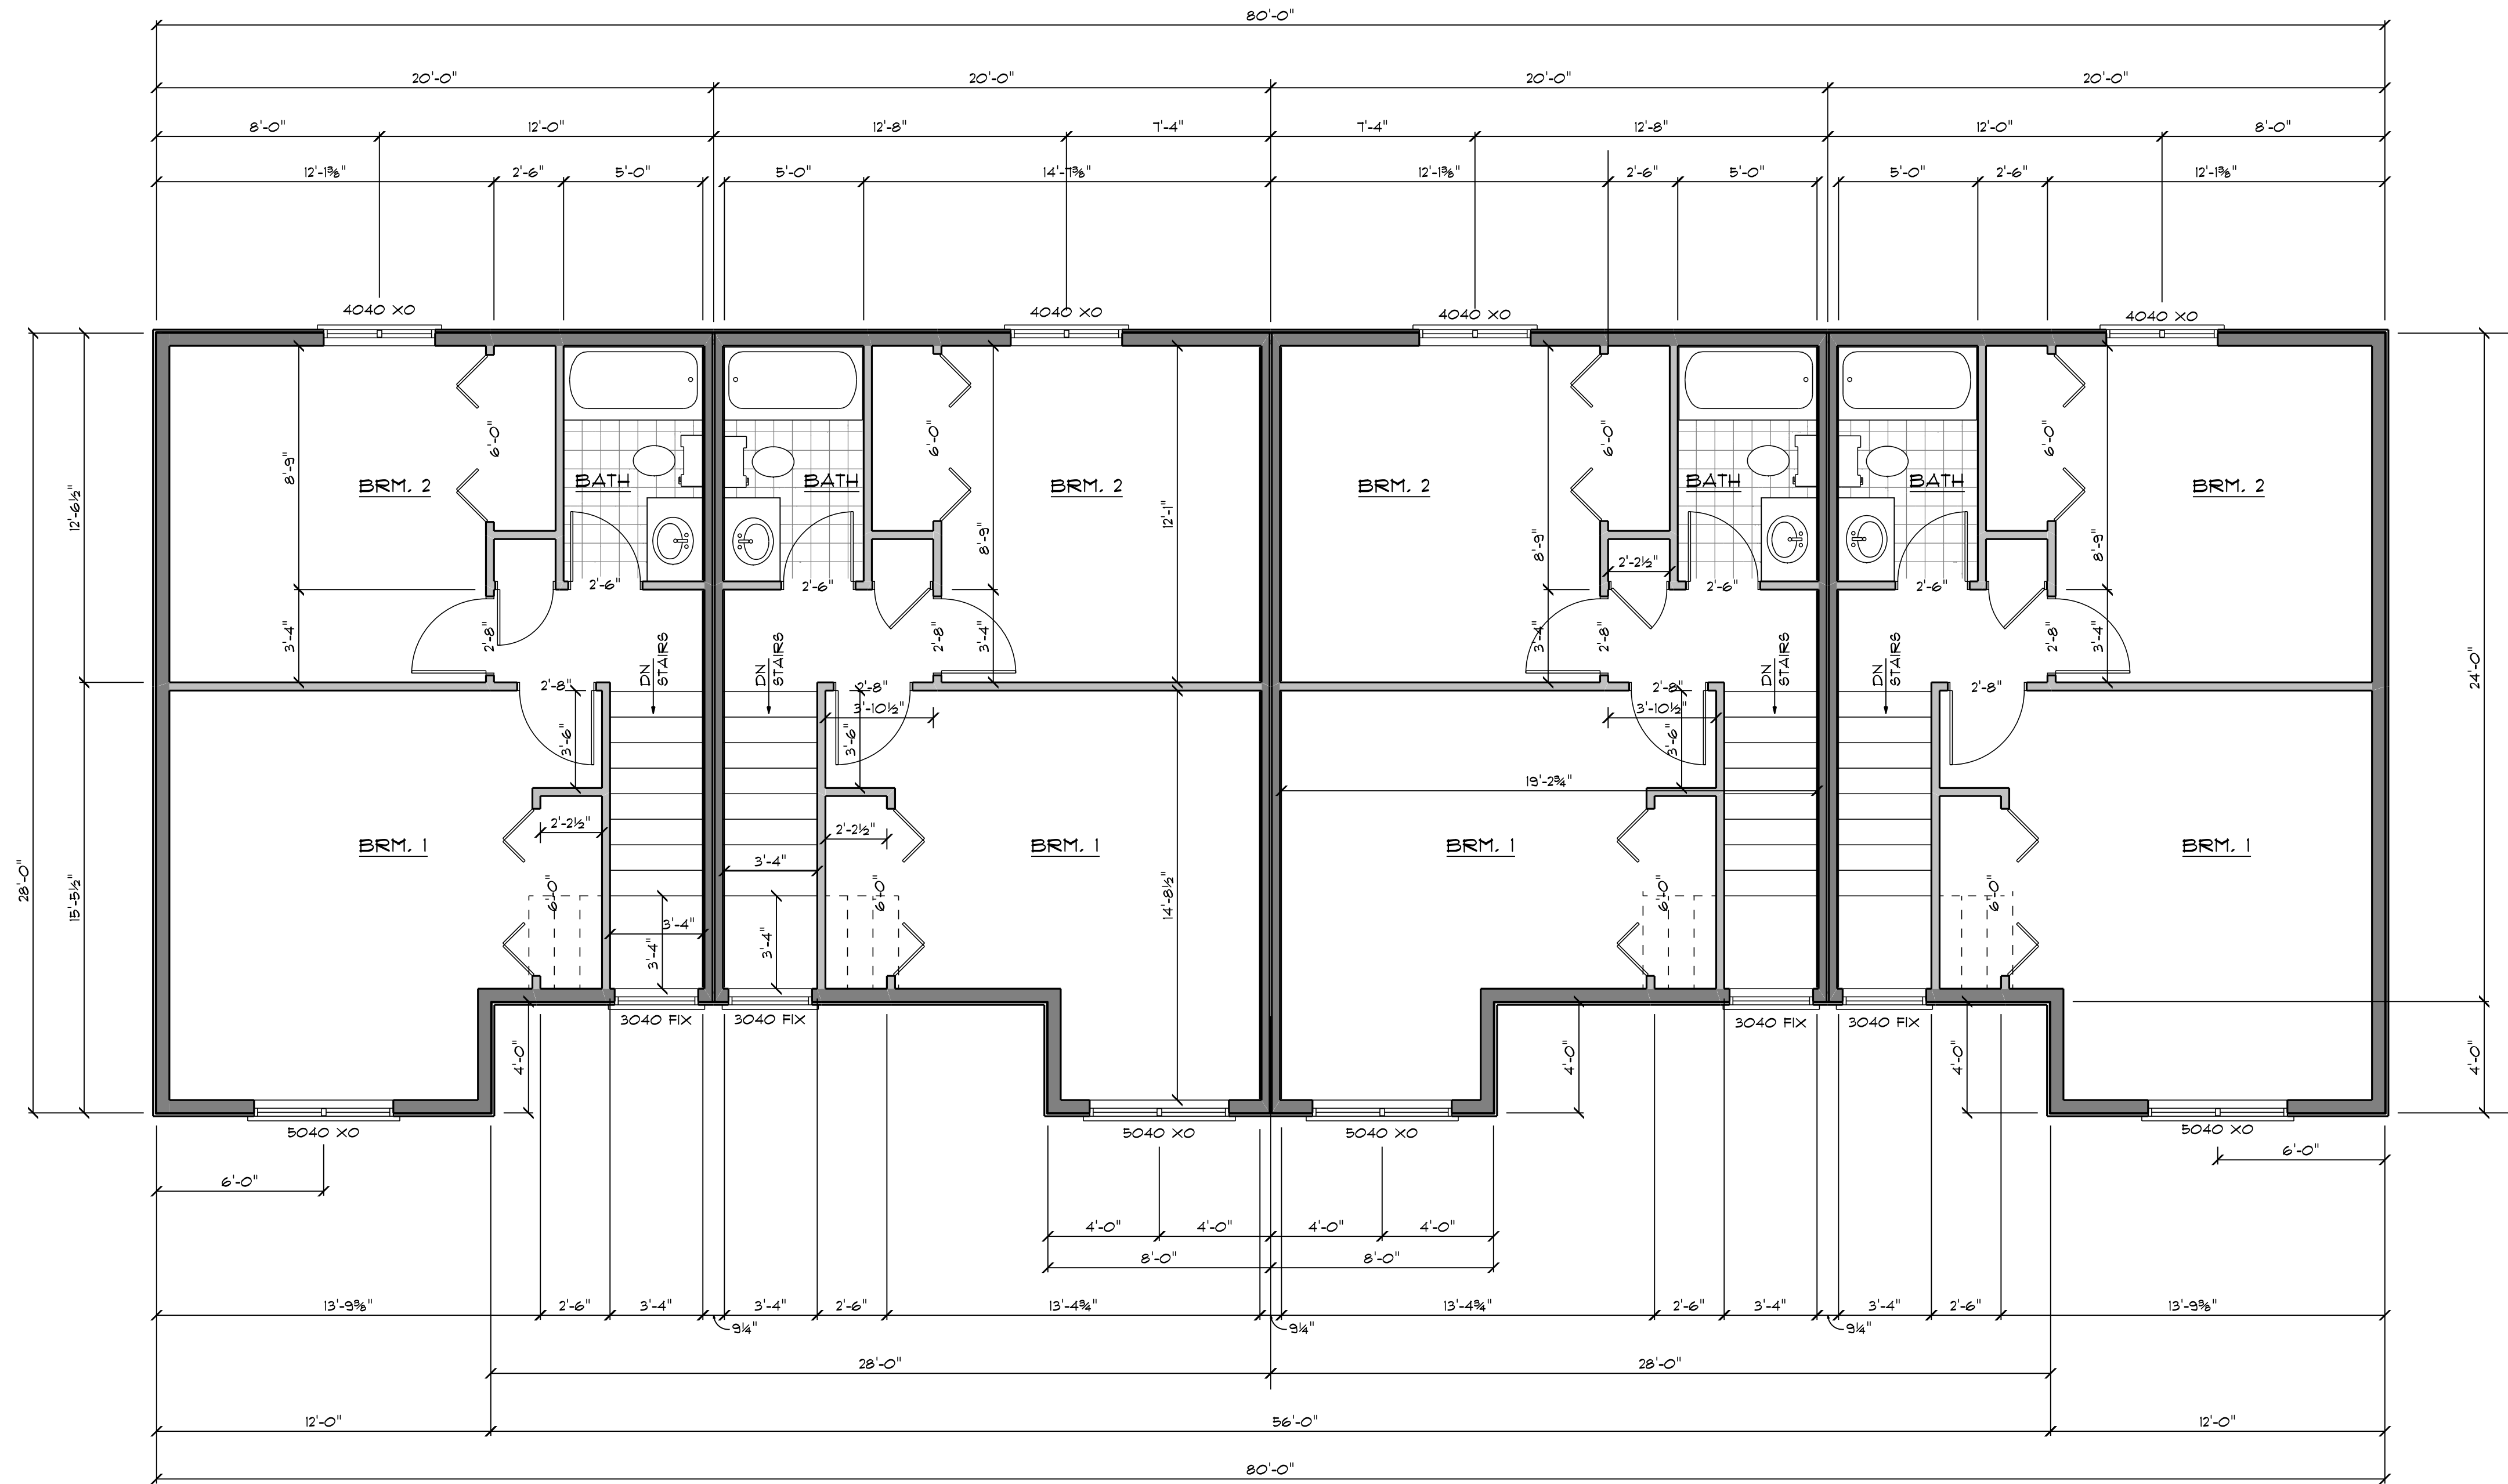 80'-0"
20'-0" 20'-0" 20'-0" 20'-0"
8'-0" 12'-0" 12'-8" 7'-4" 7'-4" 12'-8" 12'-0" 8'-0"
12'-1⅝" 2'-6" 5'-0" 5'-0" 14'-7⅝" 12'-1⅝" 2'-6" 5'-0" 5'-0" 2'-6" 12'-1⅝"
4040 XO 4040 XO 4040 XO 4040 XO
6'-0" 6'-0" 6'-0" 6'-0"
8'-9"
BRM. 2 BATH BATH BRM. 2 BRM. 2 BATH BATH BRM. 2
12'-6½" 12'-1"
8'-9" 8'-9" 8'-9"
2'-2½"
2'-6" 2'-6" 2'-6" 2'-6"
3'-4" 2'-8" 2'-8" 3'-4" 3'-4" 2'-8" 2'-8" 3'-4"
DN
STAIRS
DN
STAIRS
DN
STAIRS
DN
STAIRS
24'-0"
2'-8" 2'-8" 2'-8" 2'-8"
3'-10½" 3'-10½"
3'-6" 3'-6" 3'-6"
19'-2¾"
2'-2½" 2'-2½"
BRM. 1 BRM. 1 BRM. 1 BRM. 1
3'-4"
28'-0" 15'-5½" 6'-0" 6'-0" 14'-8½" 6'-0" 6'-0"
3'-4"
3'-4" 3'-4"
3040 FIX 3040 FIX 3040 FIX 3040 FIX
4'-0" 4'-0" 4'-0" 4'-0"
5040 XO 5040 XO 5040 XO 5040 XO
6'-0" 6'-0"
4'-0" 4'-0" 4'-0" 4'-0"
8'-0" 8'-0"
13'-9⅝" 2'-6" 3'-4" 3'-4" 2'-6" 13'-4¾" 13'-4¾" 2'-6" 3'-4" 3'-4" 2'-6" 13'-9⅝"
9¼" 9¼" 9¼"
28'-0" 28'-0"
12'-0" 56'-0" 12'-0"
80'-0"